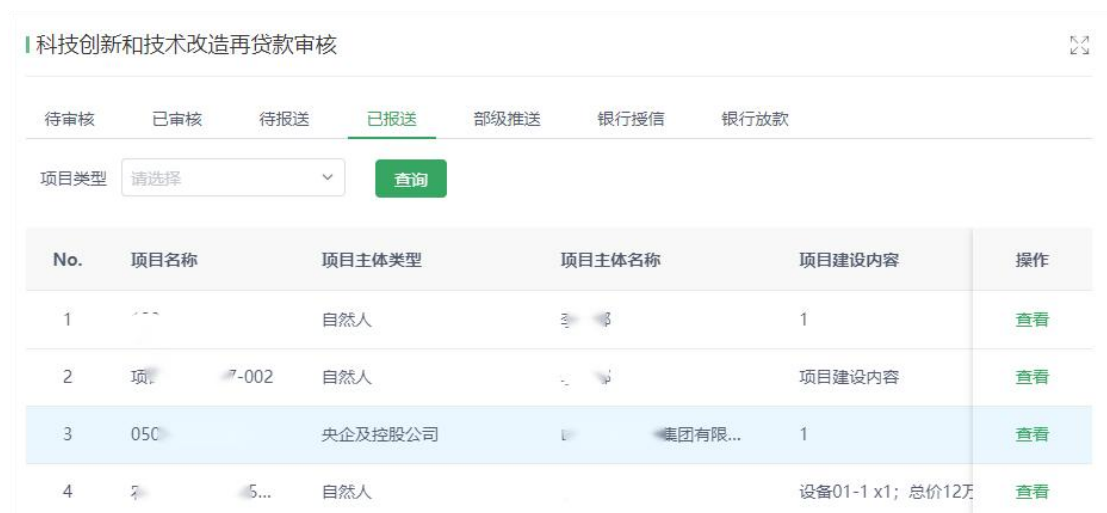 科技创新和技术改造再贷款审核
待审核 已审核 待报送 已报送 部级推送 银行授信 银行放款
项目类型 请选择 查询
No. 项目名称 项目主体类型 项目主体名称 项目建设内容 操作
1 自然人 1 查看
2 7-002 自然人 项目建设内容 查看
3 050 央企及控股公司 集团有限... 1 查看
4 5... 自然人 设备01-1 x1；总价12万 查看